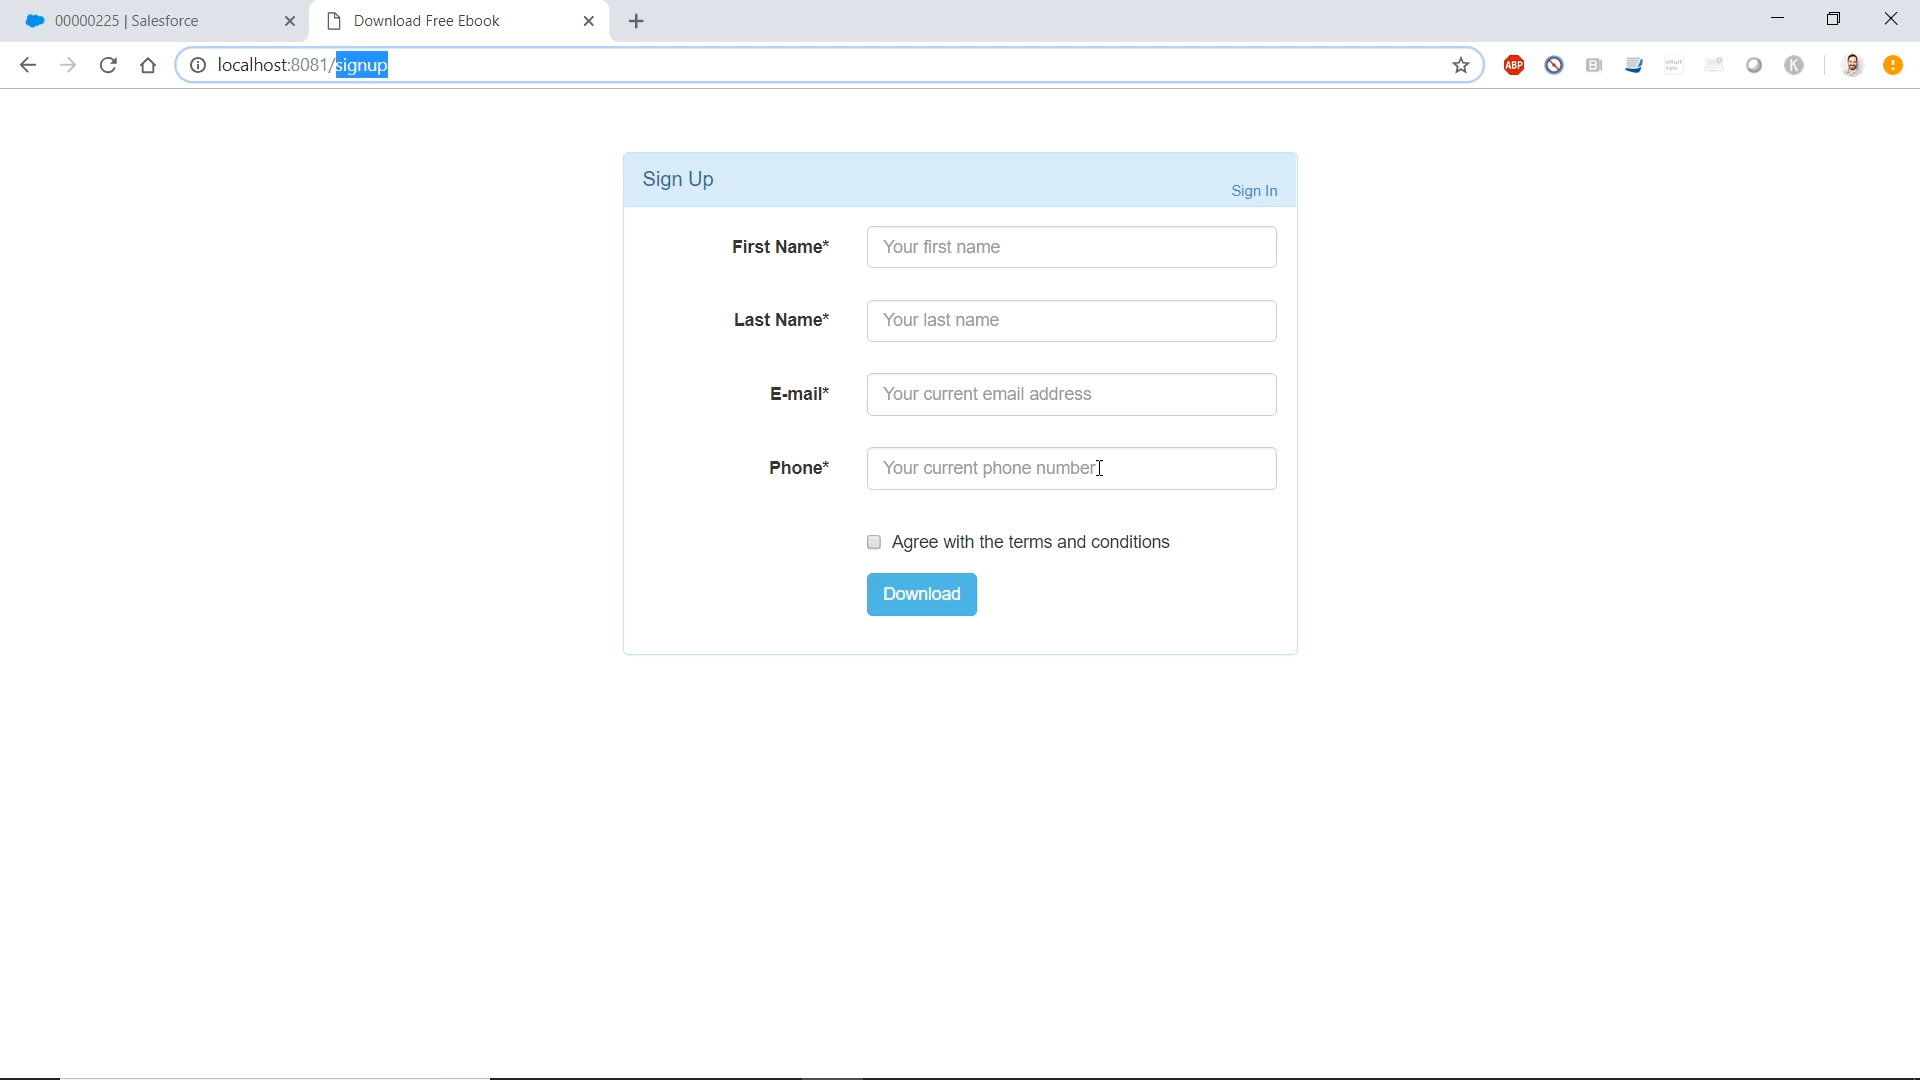 00000225 | Salesforce
Download Free Ebook
localhost:8081/signup
ABP
K
Sign Up
Sign In
First Name*
Your first name
Last Name*
Your last name
E-mail*
Your current email address
Phone*
Your current phone number
Agree with the terms and conditions
Download